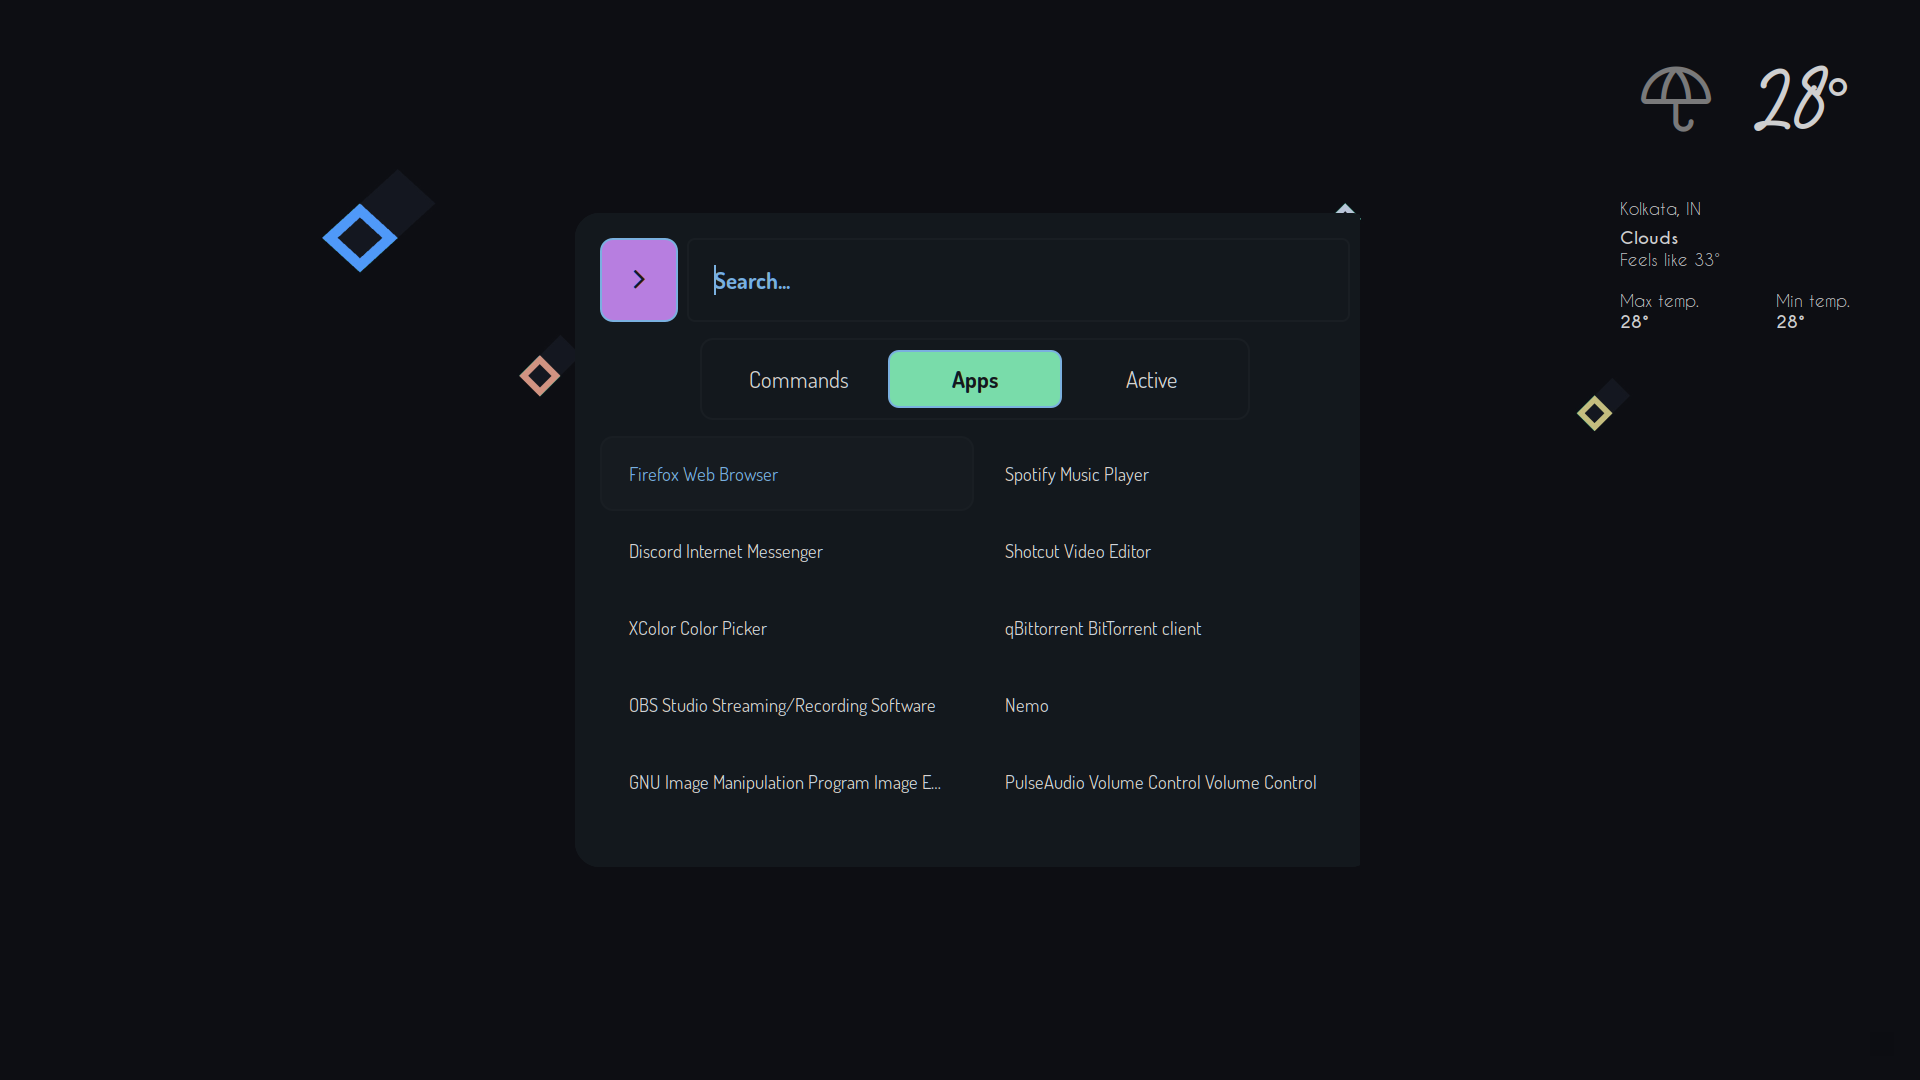 28°
Kolkata, IN
Clouds
Feels like 33°
Max temp. Min temp.
28° 28°
Search...
Commands Apps Active
Firefox Web Browser Spotify Music Player
Discord Internet Messenger Shotcut Video Editor
XColor Color Picker qBittorrent BitTorrent client
OBS Studio Streaming/Recording Software Nemo
GNU Image Manipulation Program Image E... PulseAudio Volume Control Volume Control